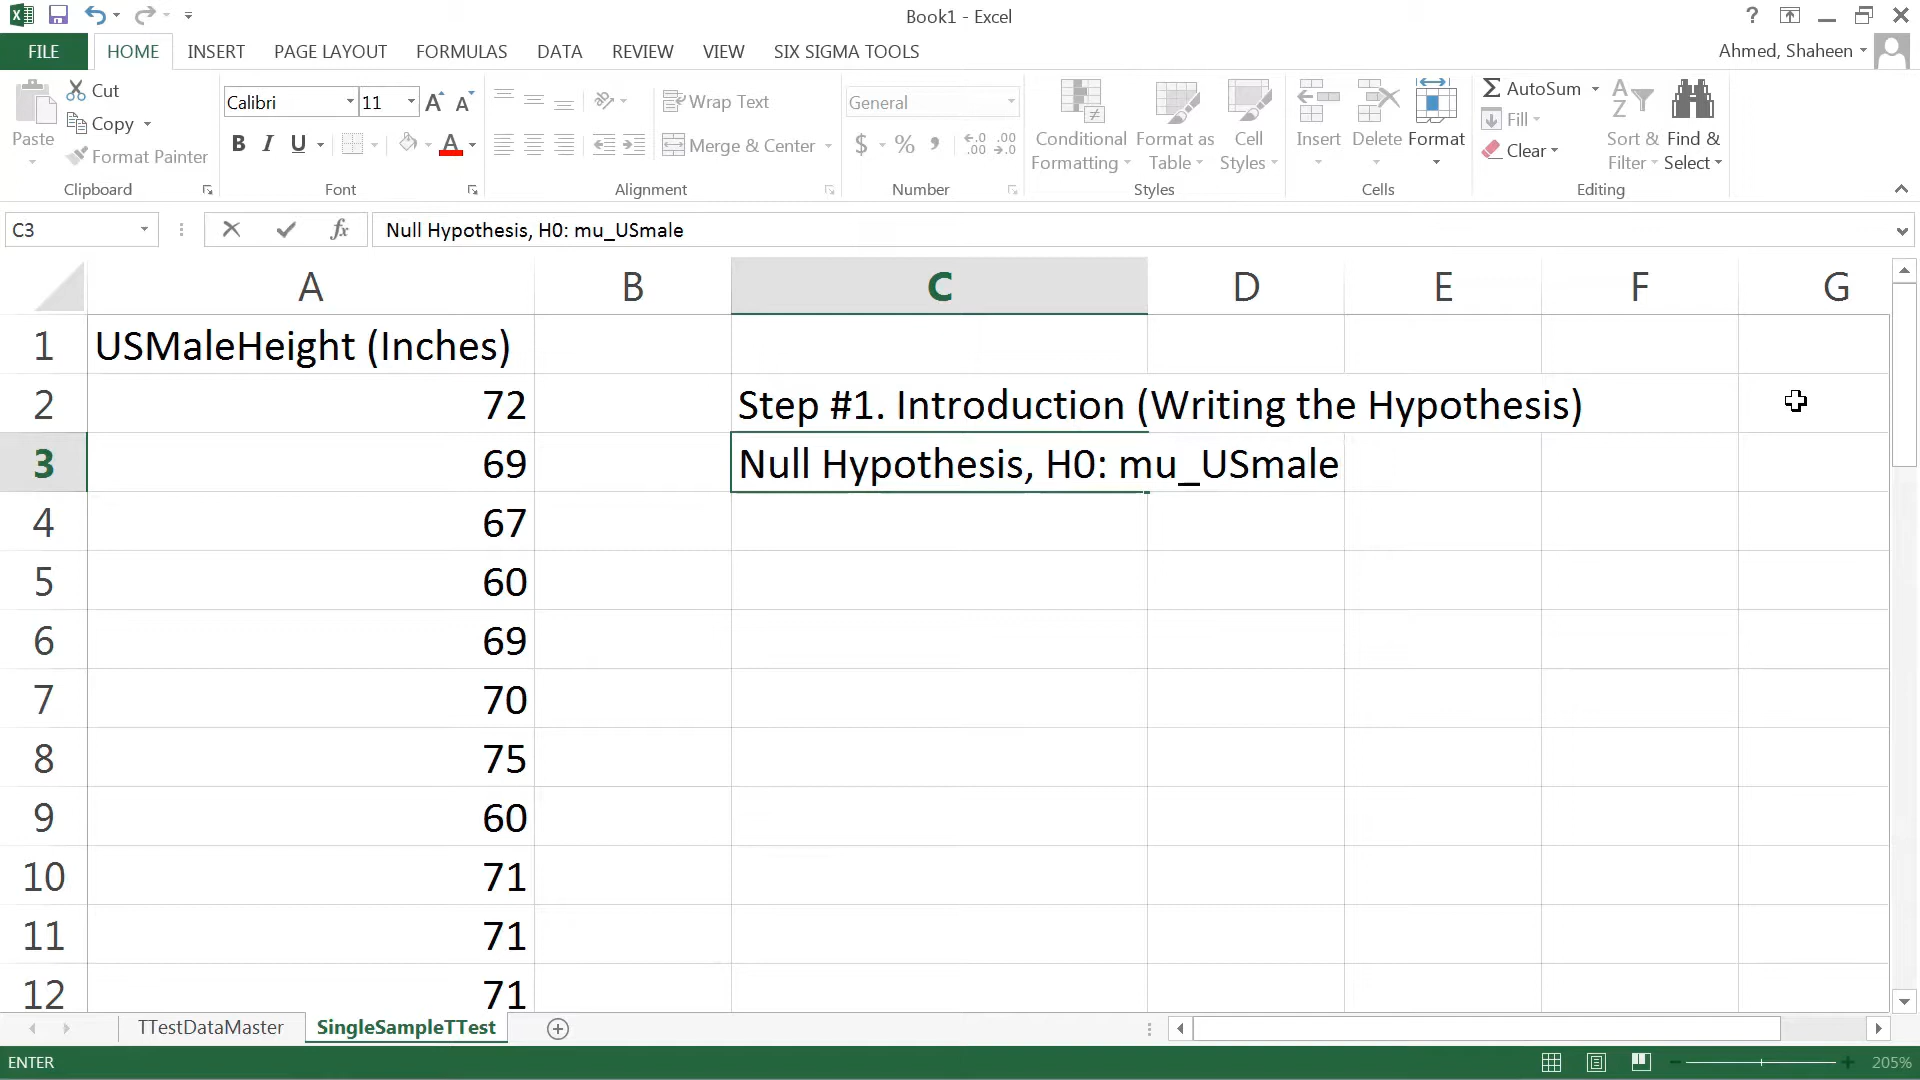 Book1 - Excel
?
FILE HOME INSERT PAGE LAYOUT FORMULAS DATA REVIEW VIEW SIX SIGMA TOOLS
Ahmed, Shaheen
Paste
Cut
Copy
Format Painter
Clipboard
Calibri 11
B I U
Font
Wrap Text
Merge & Center
Alignment
General
$ % ,
Number
Conditional Formatting
Format as Table
Cell Styles
Styles
Insert
Delete
Format
Cells
AutoSum
Fill
Clear
Sort & Filter
Find & Select
Editing
C3
fx
Null Hypothesis, H0: mu_USmale
A B C D E F G
1 USMaleHeight (Inches)
2 72 Step #1. Introduction (Writing the Hypothesis)
3 69 Null Hypothesis, H0: mu_USmale
4 67
5 60
6 69
7 70
8 75
9 60
10 71
11 71
12 71
TTestDataMaster SingleSampleTTest
ENTER
205%